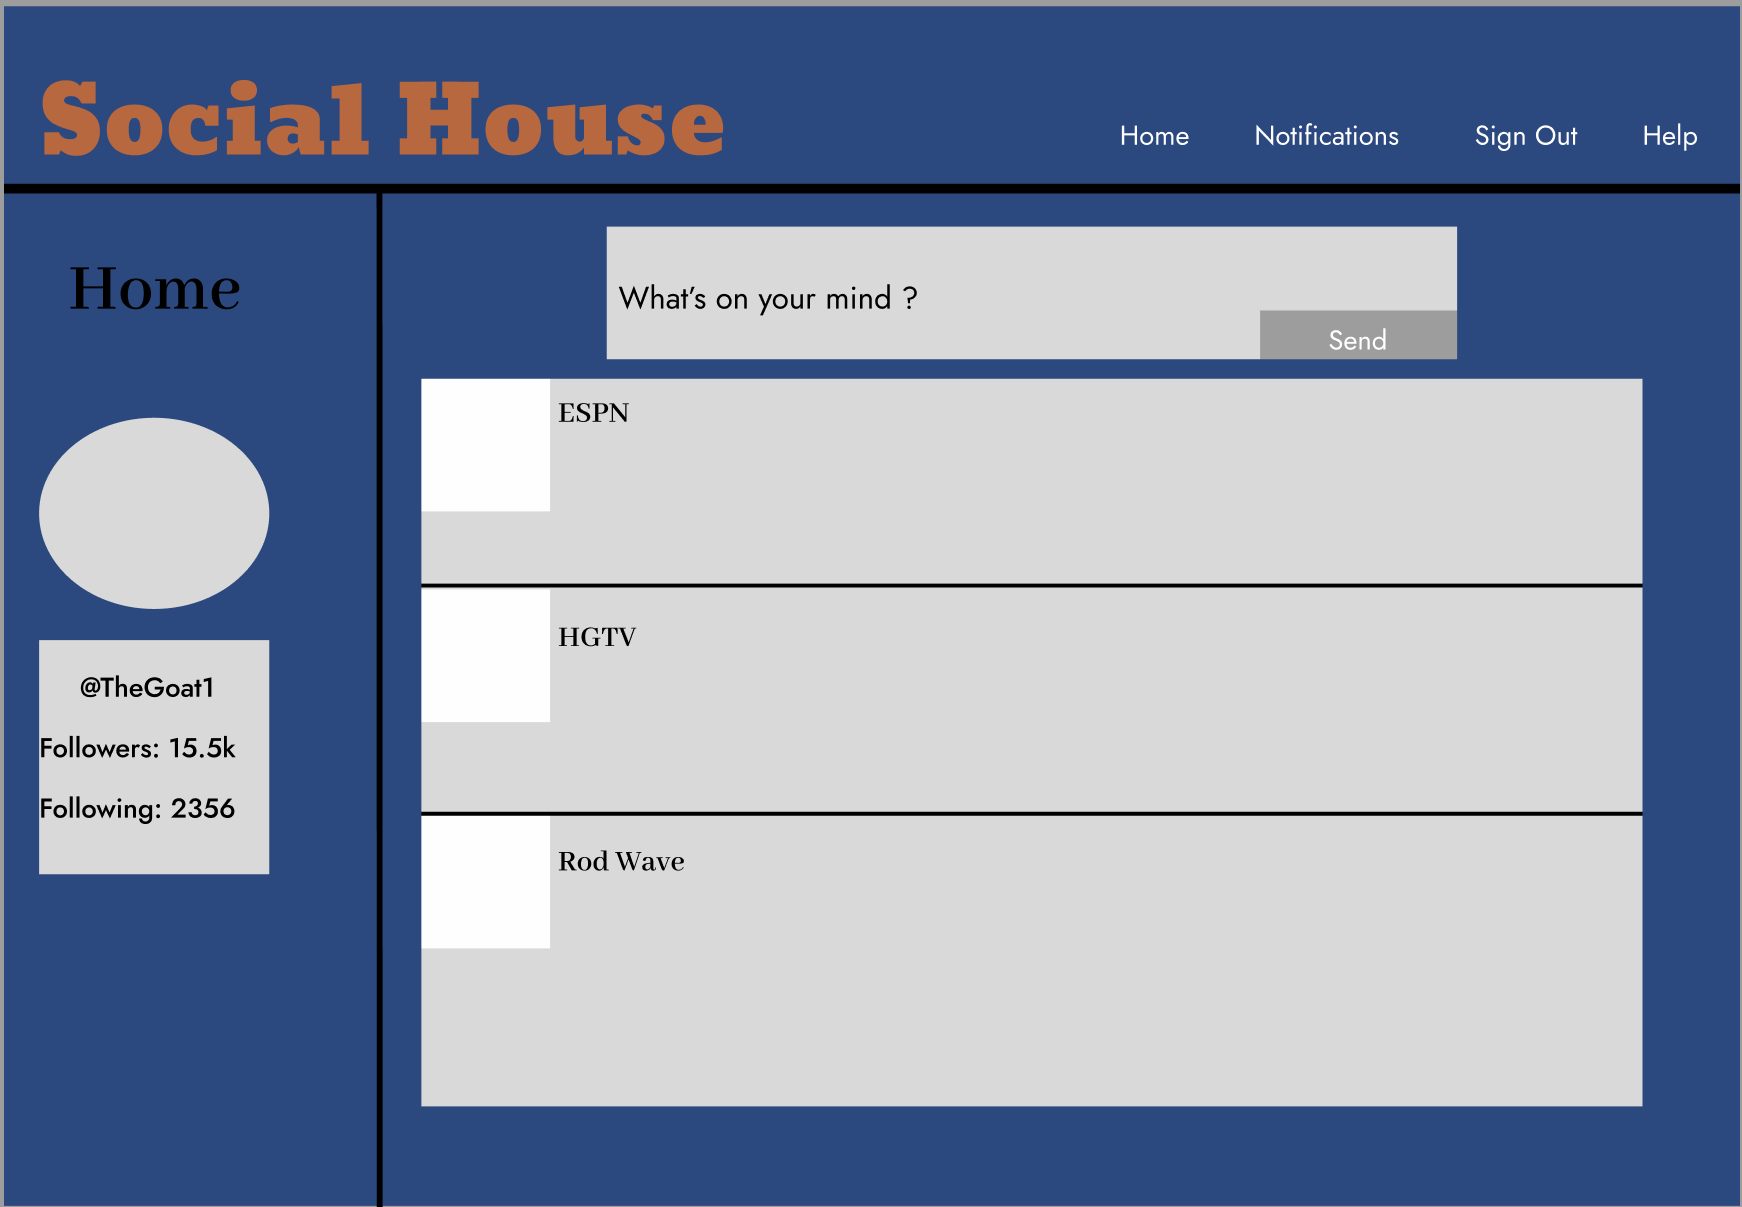 Social House
Home Notifications Sign Out Help
Home
What's on your mind ?
Send
ESPN
HGTV
Rod Wave
@TheGoat1
Followers: 15.5k
Following: 2356